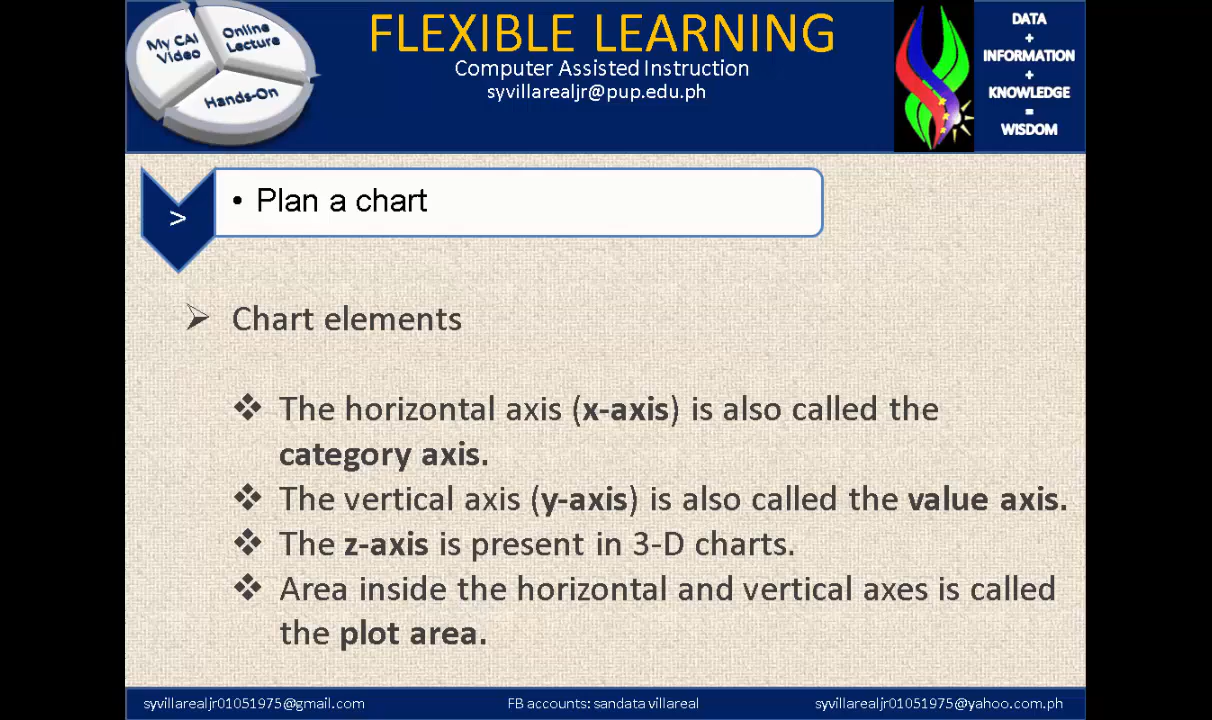 My CAI
Video
Online
Lecture
Hands-On
FLEXIBLE LEARNING
Computer Assisted Instruction
syvillarealjr@pup.edu.ph
DATA
+
INFORMATION
+
KNOWLEDGE
=
WISDOM
>
• Plan a chart
➢ Chart elements
❖ The horizontal axis (x-axis) is also called the
category axis.
❖ The vertical axis (y-axis) is also called the value axis.
❖ The z-axis is present in 3-D charts.
❖ Area inside the horizontal and vertical axes is called
the plot area.
syvillarealjr01051975@gmail.com
FB accounts: sandata villareal
syvillarealjr01051975@yahoo.com.ph